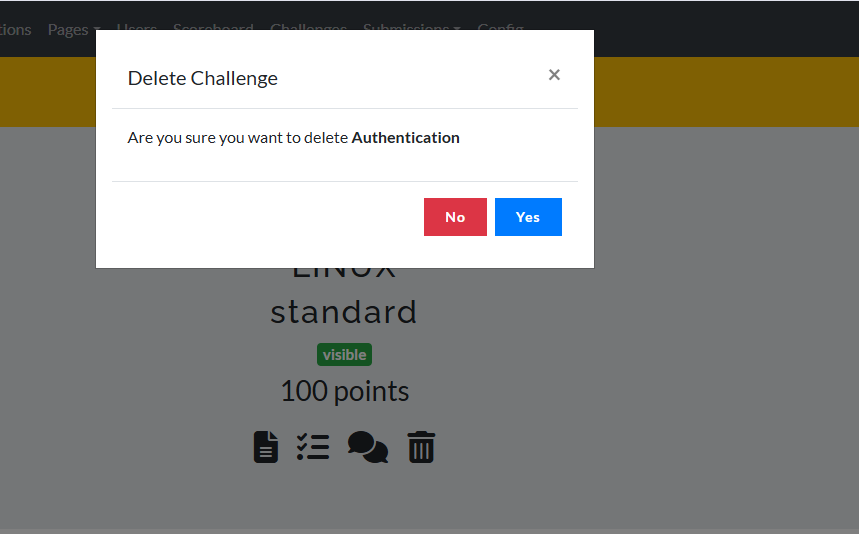 tions Pages Users Scoreboard Challenges Submissions Config
Delete Challenge
×
Are you sure you want to delete Authentication
No Yes
standard
visible
100 points